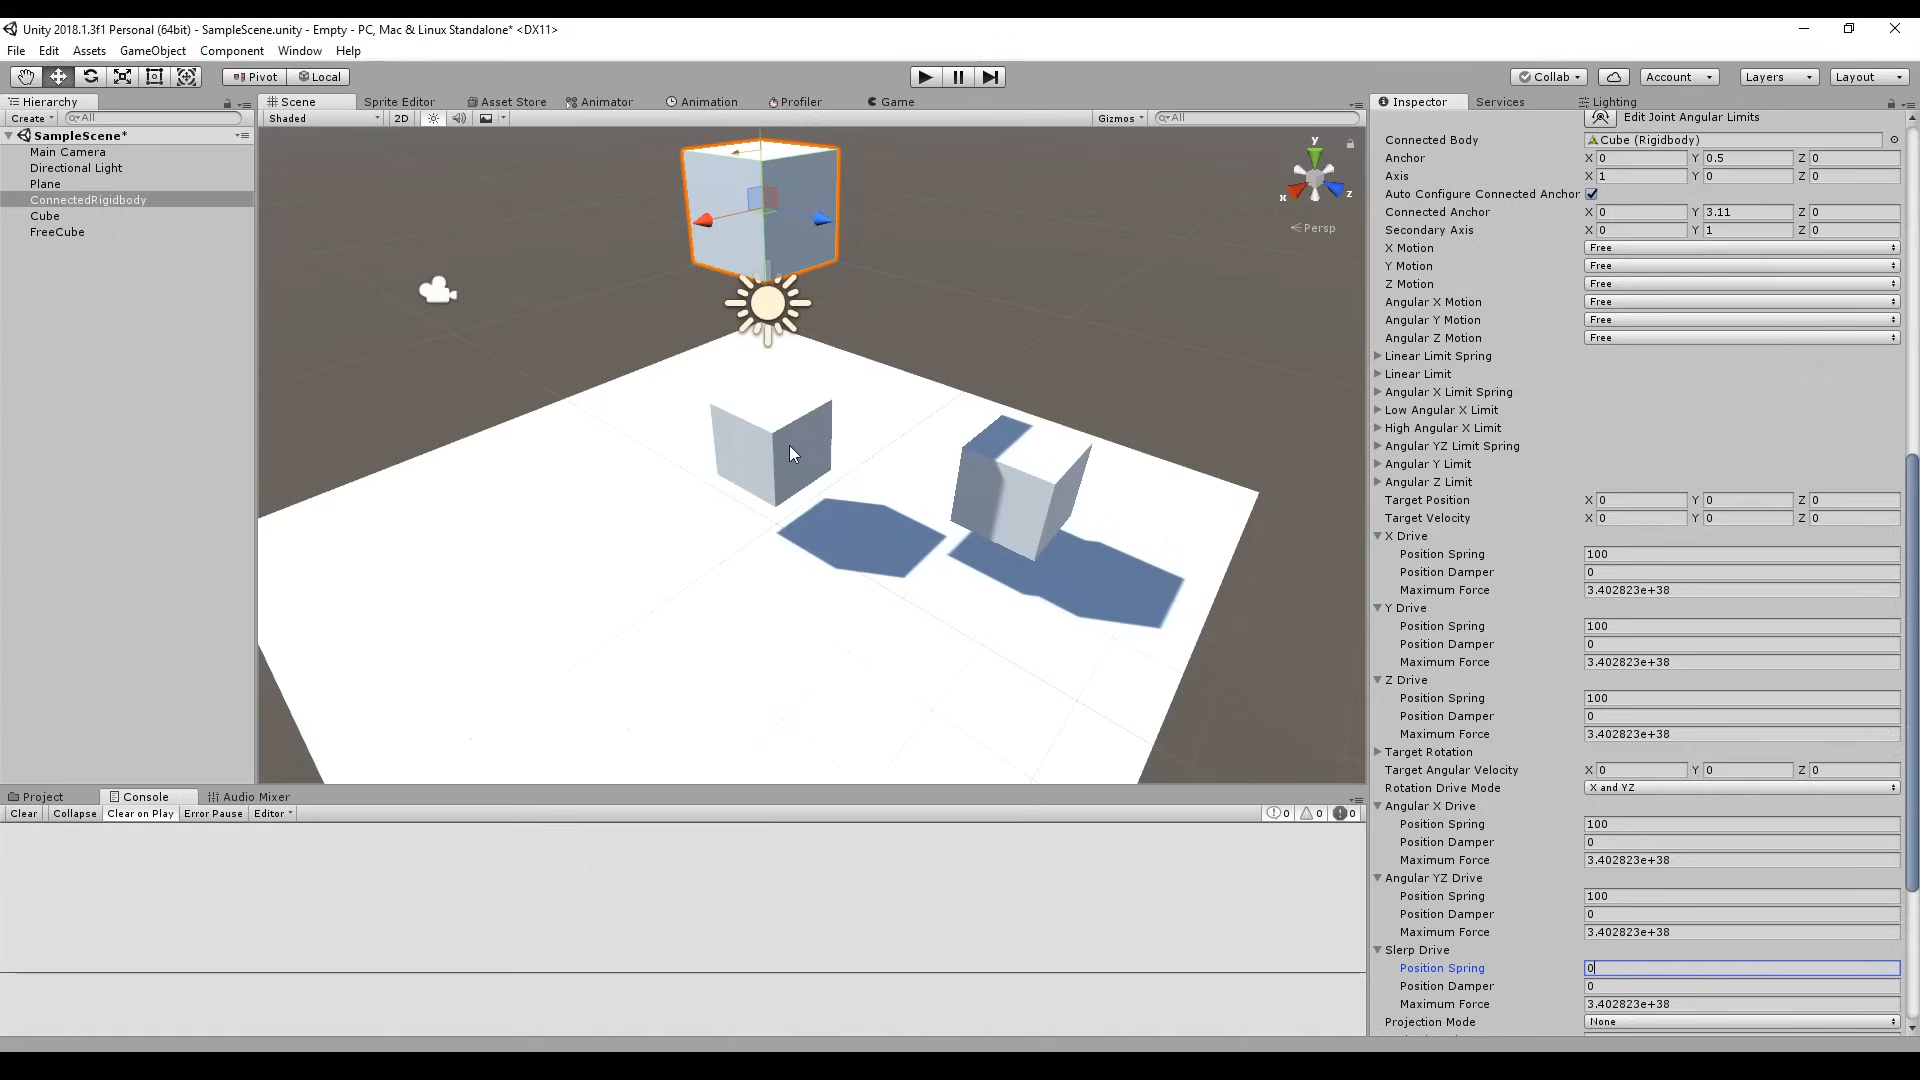 Unity 2018.1.3f1 Personal (64bit) - SampleScene.unity - Empty - PC, Mac & Linux Standalone* <DX11>
File Edit Assets GameObject Component Window Help
Pivot Local Collab Account Layers Layout
Hierarchy
Create All
SampleScene*
Main Camera
Directional Light
Plane
ConnectedRigidbody
Cube
FreeCube
Scene Sprite Editor Asset Store Animator Animation Profiler Game
Shaded 2D Gizmos All
y
x z
Persp
Inspector Services Lighting
Edit Joint Angular Limits
Connected Body Cube (Rigidbody)
Anchor X 0 Y 0.5 Z 0
Axis X 1 Y 0 Z 0
Auto Configure Connected Anchor
Connected Anchor X 0 Y 3.11 Z 0
Secondary Axis X 0 Y 1 Z 0
X Motion Free
Y Motion Free
Z Motion Free
Angular X Motion Free
Angular Y Motion Free
Angular Z Motion Free
Linear Limit Spring
Linear Limit
Angular X Limit Spring
Low Angular X Limit
High Angular X Limit
Angular YZ Limit Spring
Angular Y Limit
Angular Z Limit
Target Position X 0 Y 0 Z 0
Target Velocity X 0 Y 0 Z 0
X Drive
Position Spring 100
Position Damper 0
Maximum Force 3.402823e+38
Y Drive
Position Spring 100
Position Damper 0
Maximum Force 3.402823e+38
Z Drive
Position Spring 100
Position Damper 0
Maximum Force 3.402823e+38
Target Rotation
Target Angular Velocity X 0 Y 0 Z 0
Rotation Drive Mode X and YZ
Angular X Drive
Position Spring 100
Position Damper 0
Maximum Force 3.402823e+38
Angular YZ Drive
Position Spring 100
Position Damper 0
Maximum Force 3.402823e+38
Slerp Drive
Position Spring 0
Position Damper 0
Maximum Force 3.402823e+38
Projection Mode None
Project Console Audio Mixer
Clear Collapse Clear on Play Error Pause Editor 0 0 0